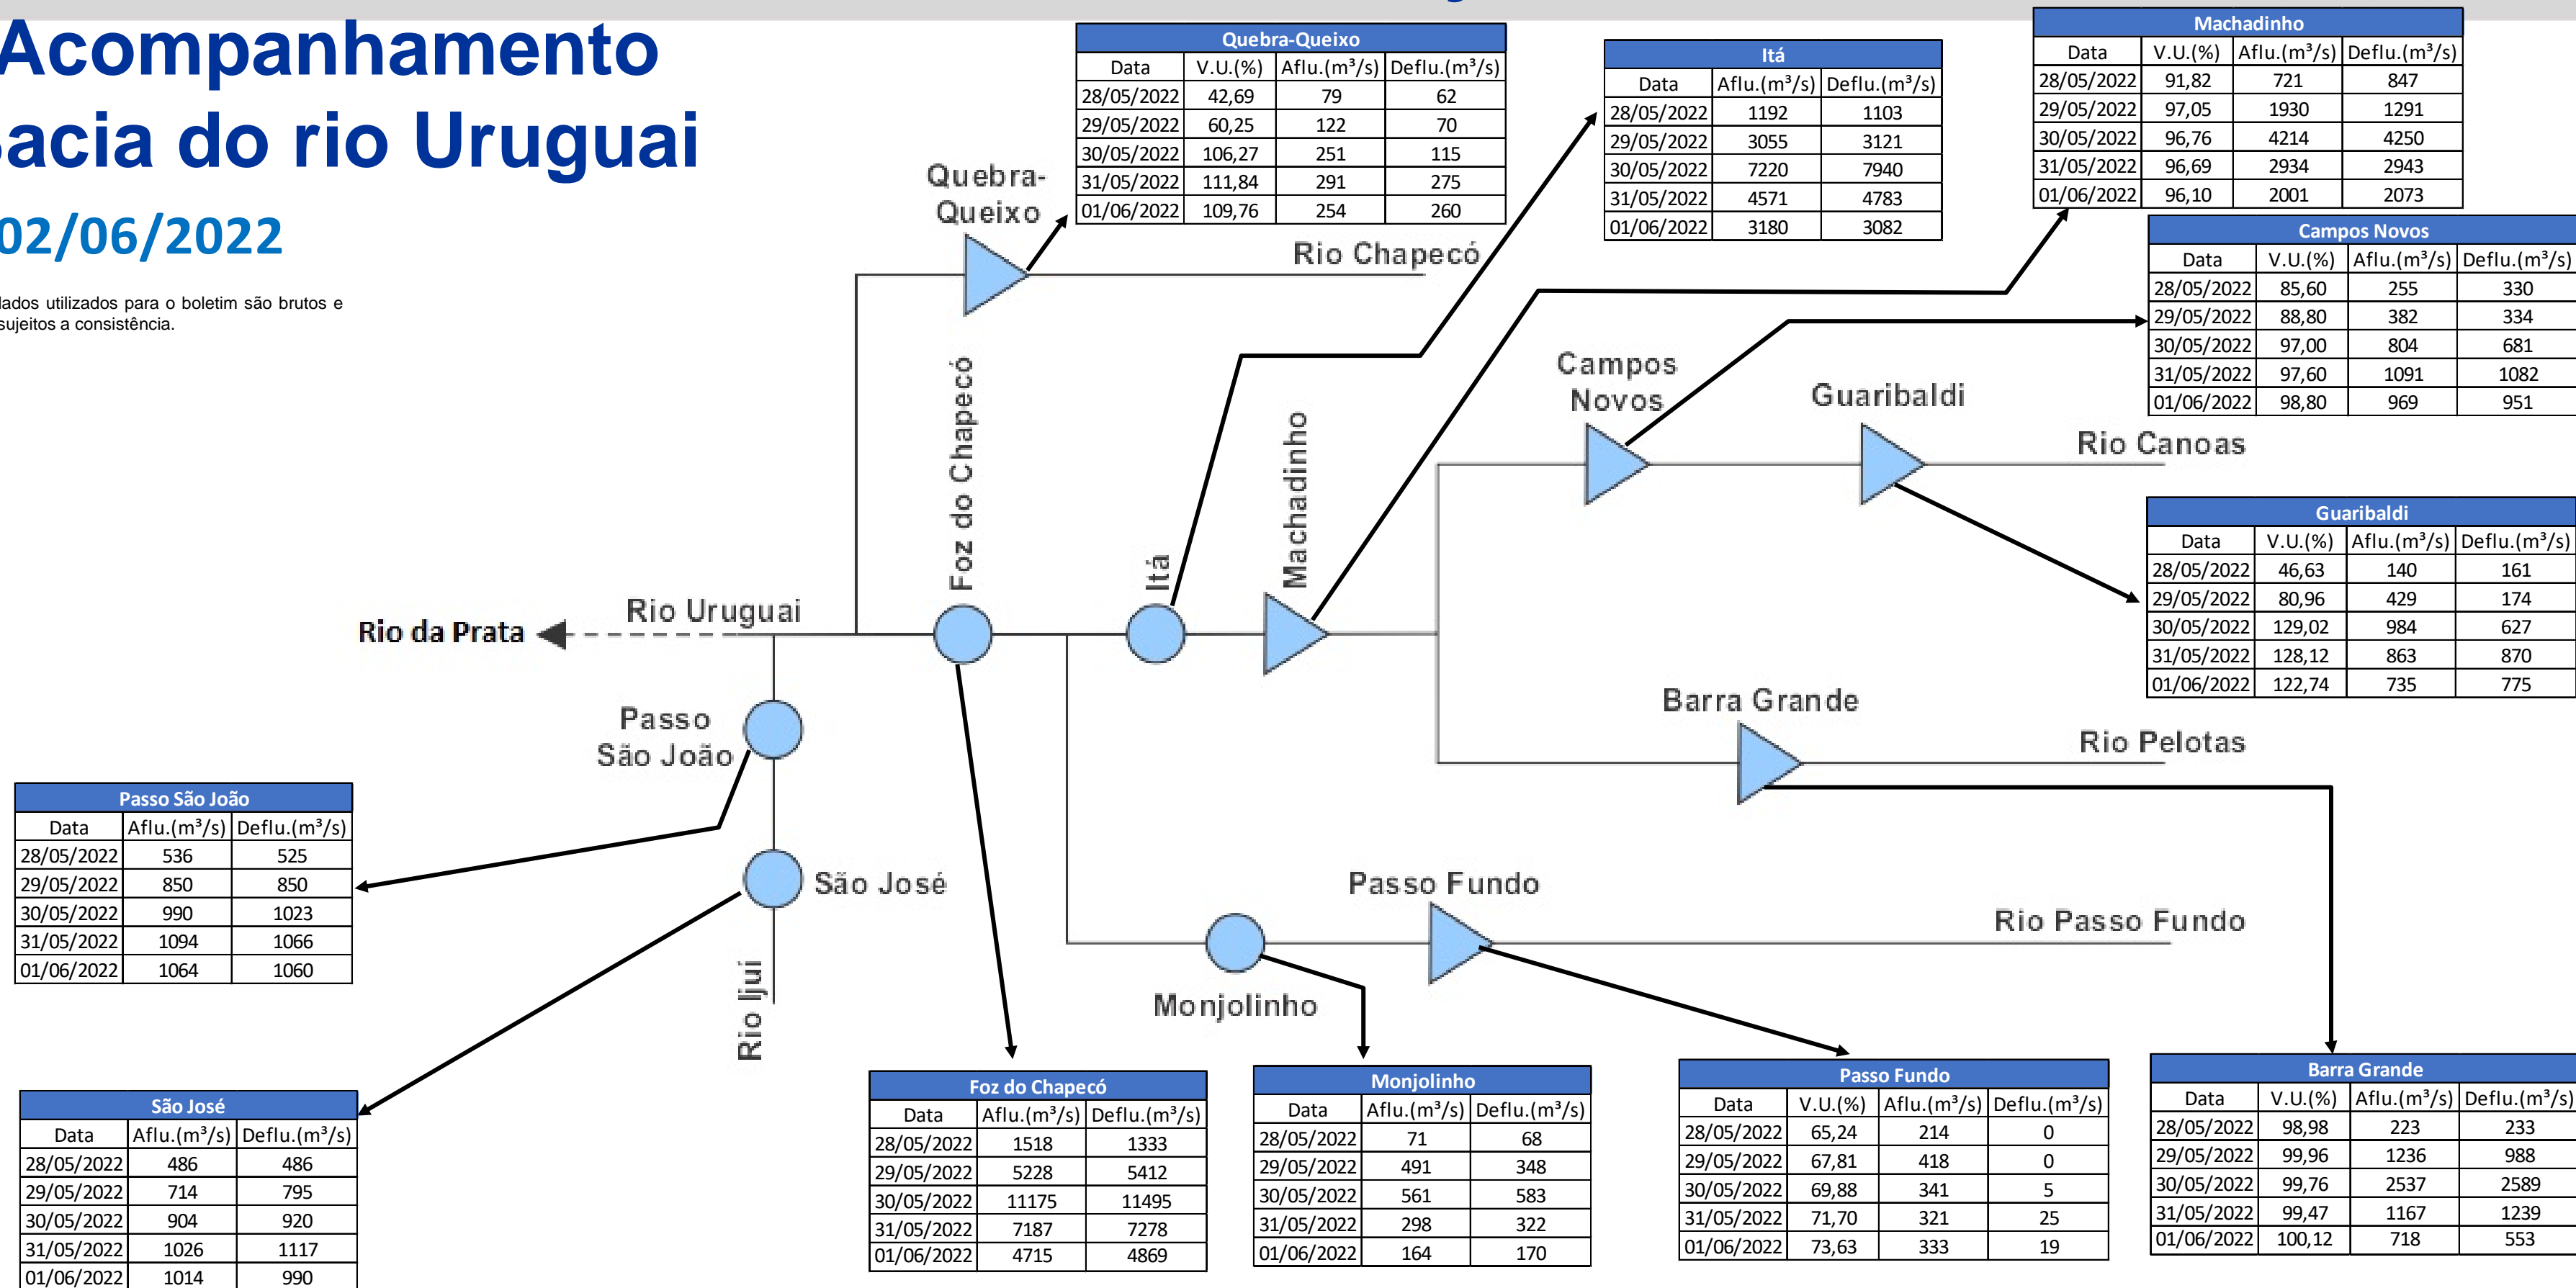 Acompanhamento
acia do rio Uruguai
02/06/2022
dados utilizados para o boletim são brutos e
sujeitos a consistência.
Quebra-Queixo
Data V.U.(%) Aflu.(m³/s) Deflu.(m³/s)
28/05/2022 42,69 79 62
29/05/2022 60,25 122 70
30/05/2022 106,27 251 115
31/05/2022 111,84 291 275
01/06/2022 109,76 254 260
Itá
Data Aflu.(m³/s) Deflu.(m³/s)
28/05/2022 1192 1103
29/05/2022 3055 3121
30/05/2022 7220 7940
31/05/2022 4571 4783
01/06/2022 3180 3082
Machadinho
Data V.U.(%) Aflu.(m³/s) Deflu.(m³/s)
28/05/2022 91,82 721 847
29/05/2022 97,05 1930 1291
30/05/2022 96,76 4214 4250
31/05/2022 96,69 2934 2943
01/06/2022 96,10 2001 2073
Campos Novos
Data V.U.(%) Aflu.(m³/s) Deflu.(m³/s)
28/05/2022 85,60 255 330
29/05/2022 88,80 382 334
30/05/2022 97,00 804 681
31/05/2022 97,60 1091 1082
01/06/2022 98,80 969 951
Quebra-
Queixo
Rio Chapecó
Foz do Chapecó
Itá
Machadinho
Campos
Novos
Guaribaldi
Rio Canoas
Guaribaldi
Data V.U.(%) Aflu.(m³/s) Deflu.(m³/s)
28/05/2022 46,63 140 161
29/05/2022 80,96 429 174
30/05/2022 129,02 984 627
31/05/2022 128,12 863 870
01/06/2022 122,74 735 775
Rio da Prata
Rio Uruguai
Barra Grande
Rio Pelotas
Passo
São João
São José
Rio Ijuí
Passo Fundo
Rio Passo Fundo
Monjolinho
Passo São João
Data Aflu.(m³/s) Deflu.(m³/s)
28/05/2022 536 525
29/05/2022 850 850
30/05/2022 990 1023
31/05/2022 1094 1066
01/06/2022 1064 1060
São José
Data Aflu.(m³/s) Deflu.(m³/s)
28/05/2022 486 486
29/05/2022 714 795
30/05/2022 904 920
31/05/2022 1026 1117
01/06/2022 1014 990
Foz do Chapecó
Data Aflu.(m³/s) Deflu.(m³/s)
28/05/2022 1518 1333
29/05/2022 5228 5412
30/05/2022 11175 11495
31/05/2022 7187 7278
01/06/2022 4715 4869
Monjolinho
Data Aflu.(m³/s) Deflu.(m³/s)
28/05/2022 71 68
29/05/2022 491 348
30/05/2022 561 583
31/05/2022 298 322
01/06/2022 164 170
Passo Fundo
Data V.U.(%) Aflu.(m³/s) Deflu.(m³/s)
28/05/2022 65,24 214 0
29/05/2022 67,81 418 0
30/05/2022 69,88 341 5
31/05/2022 71,70 321 25
01/06/2022 73,63 333 19
Barra Grande
Data V.U.(%) Aflu.(m³/s) Deflu.(m³/s)
28/05/2022 98,98 223 233
29/05/2022 99,96 1236 988
30/05/2022 99,76 2537 2589
31/05/2022 99,47 1167 1239
01/06/2022 100,12 718 553